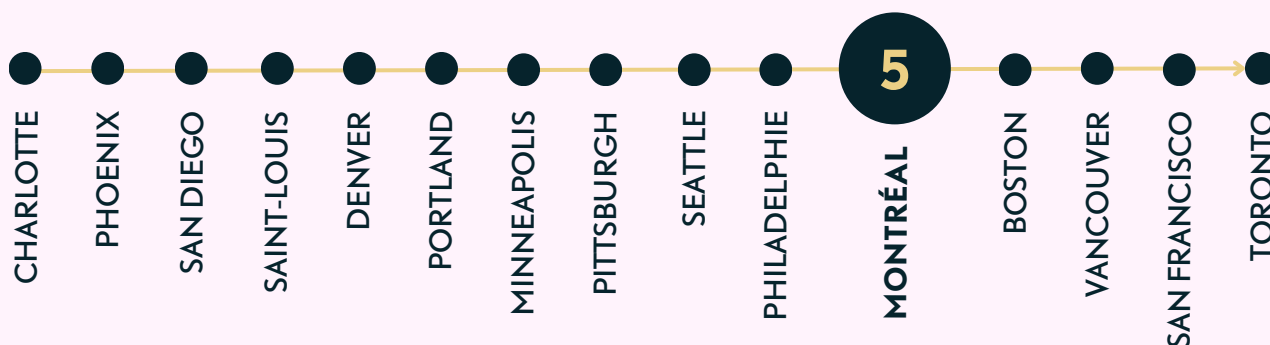 5
CHARLOTTE
PHOENIX
SAN DIEGO
SAINT-LOUIS
DENVER
PORTLAND
MINNEAPOLIS
PITTSBURGH
SEATTLE
PHILADELPHIE
MONTRÉAL
BOSTON
VANCOUVER
SAN FRANCISCO
TORONTO